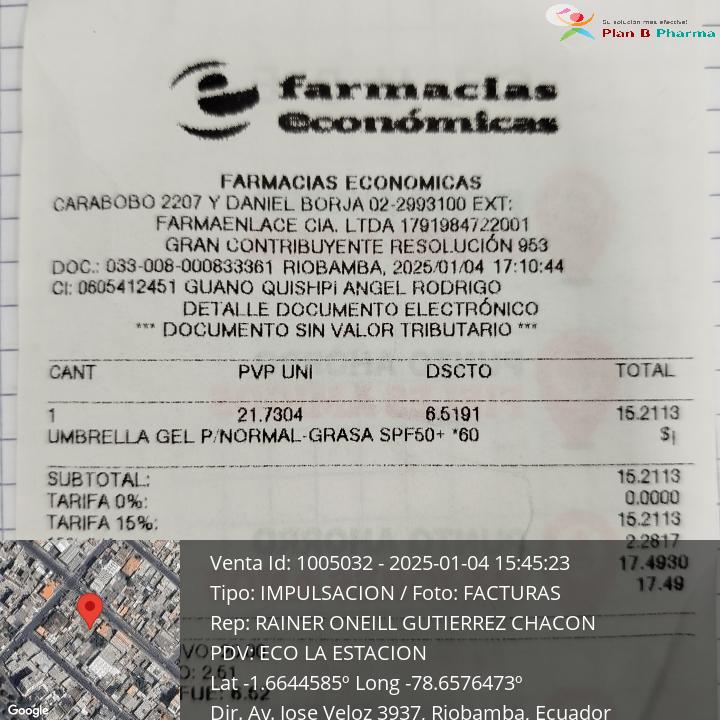 Su solución más efectiva!
Plan B Pharma
farmacias
económicas
FARMACIAS ECONOMICAS
CARABOBO 2207 Y DANIEL BORJA 02-2993100 EXT:
FARMAENLACE CIA. LTDA 1791984722001
GRAN CONTRIBUYENTE RESOLUCIÓN 953
DOC.: 033-008-000833361 RIOBAMBA, 2025/01/04 17:10:44
CI: 0605412451 GUANO QUISHPI ANGEL RODRIGO
DETALLE DOCUMENTO ELECTRÓNICO
*** DOCUMENTO SIN VALOR TRIBUTARIO ***
CANT PVP UNI DSCTO TOTAL
1 21.7304 6.5191 15.2113
UMBRELLA GEL P/NORMAL-GRASA SPF50+ *60 $¡
SUBTOTAL: 15.2113
TARIFA 0%: 0.0000
TARIFA 15%: 15.2113
2.2817
17.4930
17.49
Venta Id: 1005032 - 2025-01-04 15:45:23
Tipo: IMPULSACION / Foto: FACTURAS
Rep: RAINER ONEILL GUTIERREZ CHACON
PDV: ECO LA ESTACION
Lat -1.6644585º Long -78.6576473º
Dir. Av. Jose Veloz 3937, Riobamba, Ecuador
Google